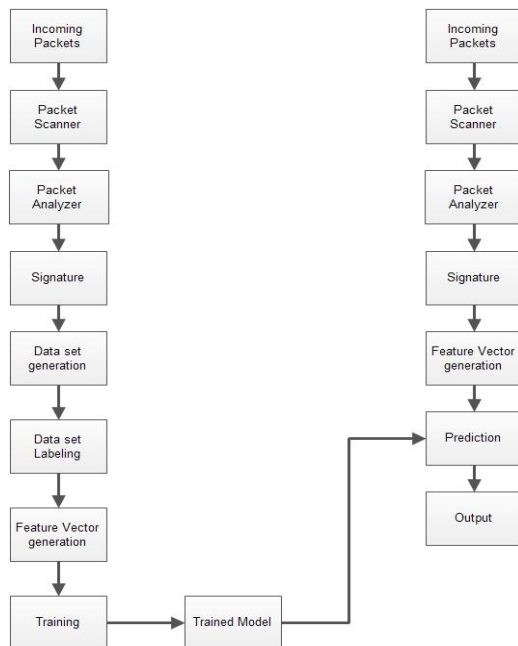 Incoming
Packets
Packet
Scanner
Packet
Analyzer
Signature
Data set
generation
Data set
Labeling
Feature Vector
generation
Training
Trained Model
Incoming
Packets
Packet
Scanner
Packet
Analyzer
Signature
Feature Vector
generation
Prediction
Output